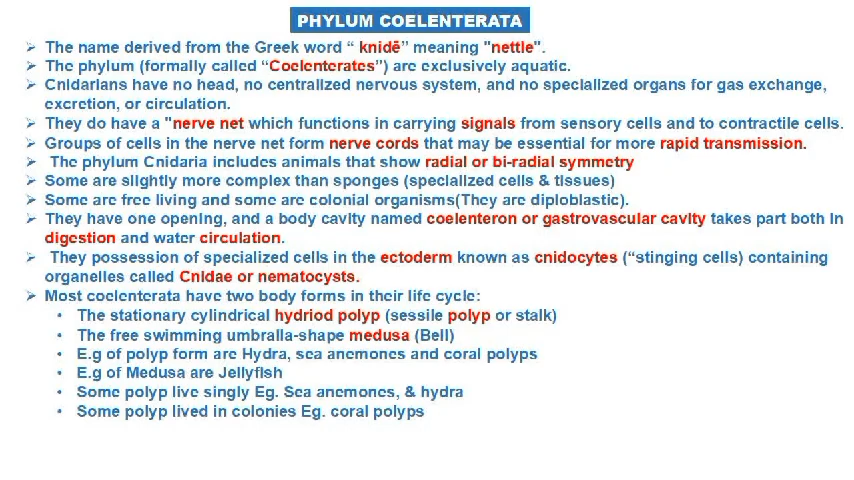 PHYLUM COELENTERATA
➢ The name derived from the Greek word “ knidē” meaning "nettle".
➢ The phylum (formally called “Coelenterates”) are exclusively aquatic.
➢ Cnidarians have no head, no centralized nervous system, and no specialized organs for gas exchange,
excretion, or circulation.
➢ They do have a "nerve net which functions in carrying signals from sensory cells and to contractile cells.
➢ Groups of cells in the nerve net form nerve cords that may be essential for more rapid transmission.
➢ The phylum Cnidaria includes animals that show radial or bi-radial symmetry
➢ Some are slightly more complex than sponges (specialized cells & tissues)
➢ Some are free living and some are colonial organisms(They are diploblastic).
➢ They have one opening, and a body cavity named coelenteron or gastrovascular cavity takes part both in
digestion and water circulation.
➢ They possession of specialized cells in the ectoderm known as cnidocytes (“stinging cells) containing
organelles called Cnidae or nematocysts.
➢ Most coelenterata have two body forms in their life cycle:
• The stationary cylindrical hydriod polyp (sessile polyp or stalk)
• The free swimming umbralla-shape medusa (Bell)
• E.g of polyp form are Hydra, sea anemones and coral polyps
• E.g of Medusa are Jellyfish
• Some polyp live singly Eg. Sea anemones, & hydra
• Some polyp lived in colonies Eg. coral polyps